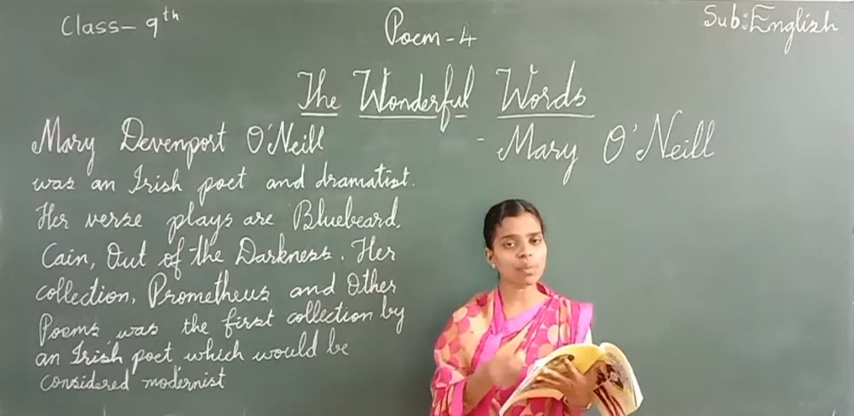 Class- 9th
Poem-4
Sub: English
The Wonderful Words
- Mary O'Neill
Mary Devenport O'Neill
was an Irish poet and dramatist.
Her verse plays are Bluebeard,
Cain, Out of the Darkness. Her
collection, Prometheus and Other
Poems was the first collection by
an Irish poet which would be
considered modernist